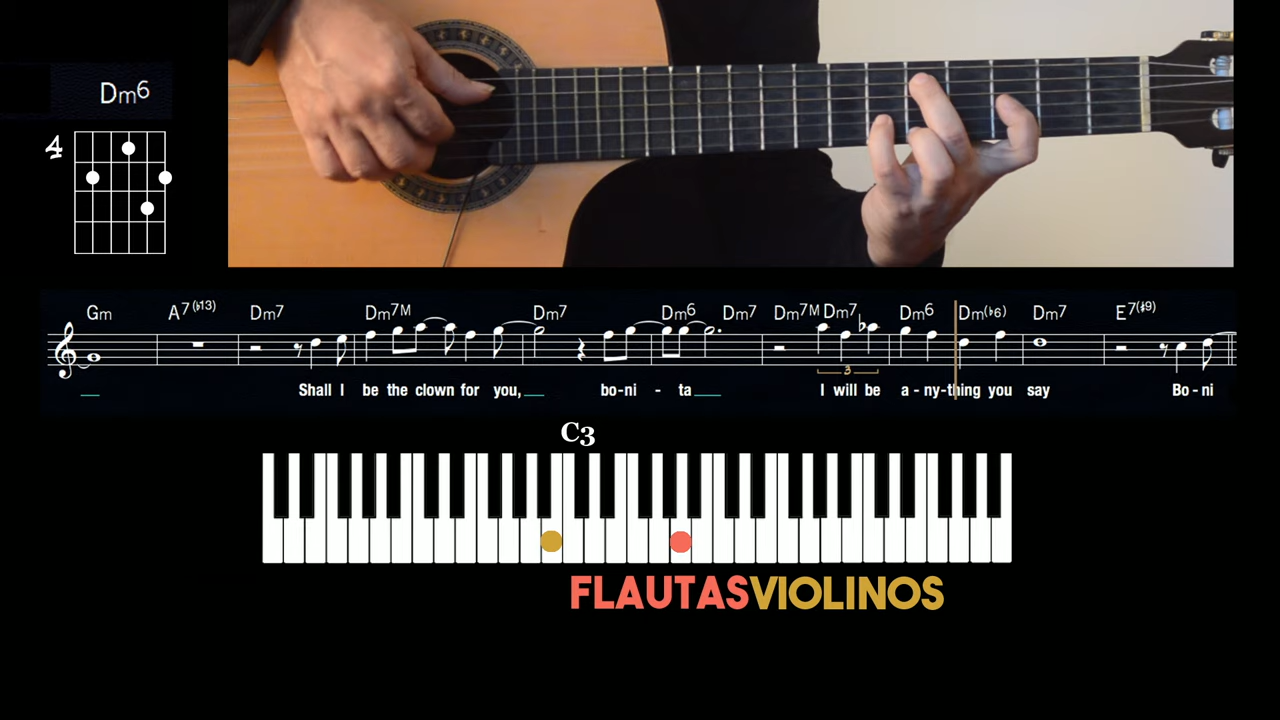 Dm6
4
Gm A7(♭13) Dm7 Dm7M Dm7 Dm6 Dm7 Dm7M Dm7 Dm6 Dm(♭6) Dm7 E7(♯9)
3
Shall I be the clown for you, bo-ni - ta I will be a - ny-thing you say Bo - ni
C3
FLAUTASVIOLINOS